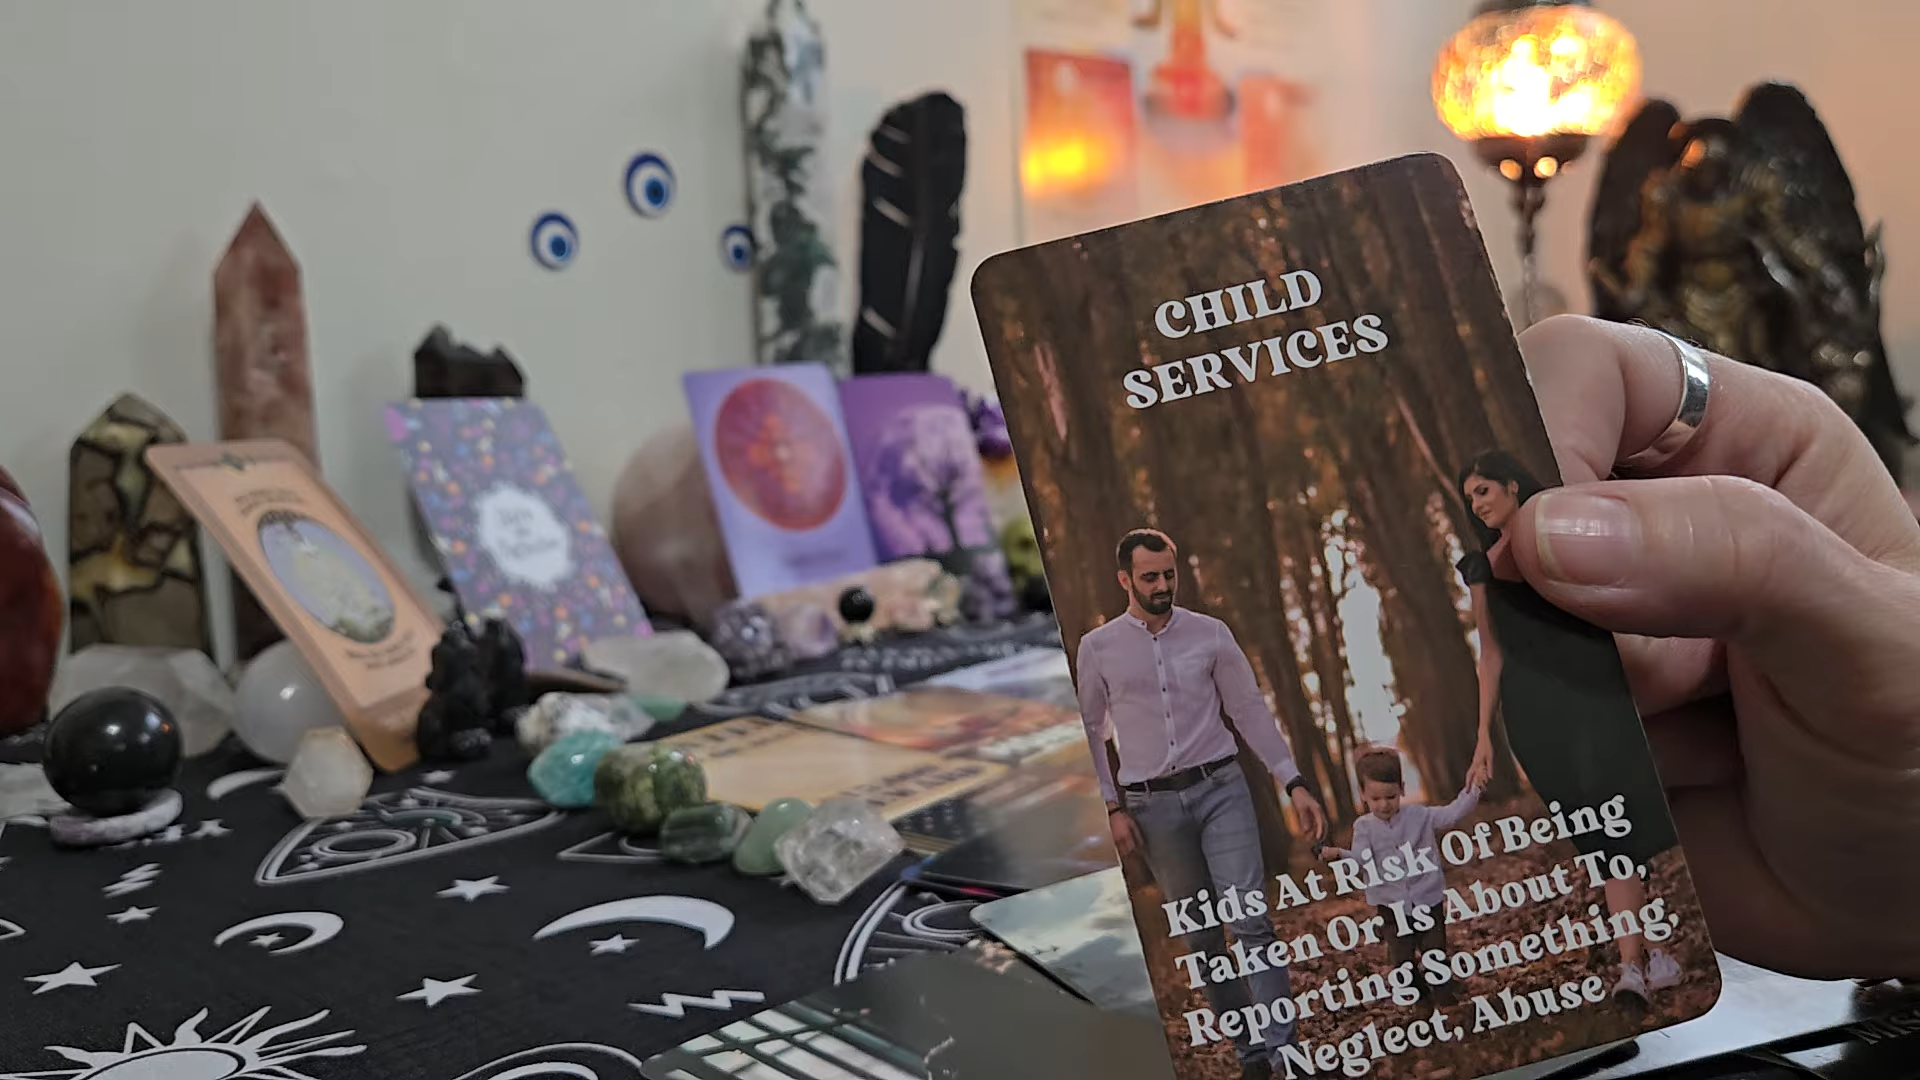 CHILD
SERVICES
Kids At Risk Of Being
Taken Or Is About To,
Reporting Something,
Neglect, Abuse